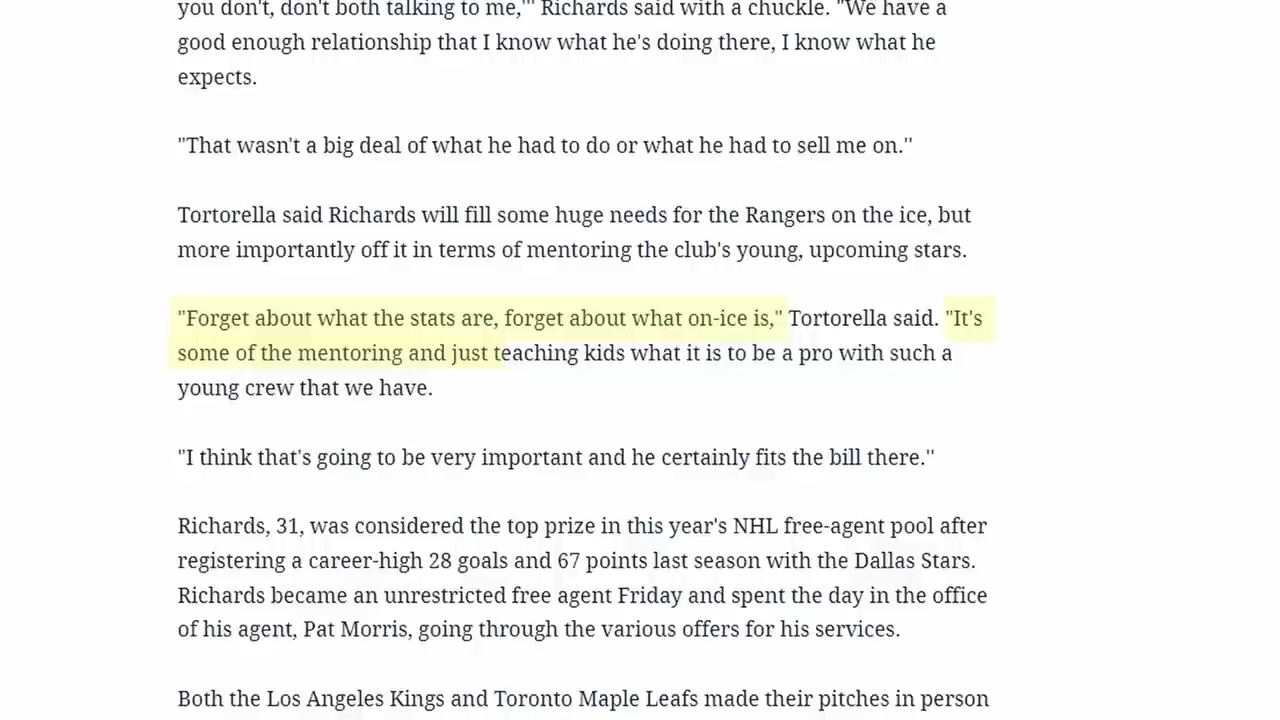 you don't, don't both talking to me,'" Richards said with a chuckle. "We have a
good enough relationship that I know what he's doing there, I know what he
expects.
"That wasn't a big deal of what he had to do or what he had to sell me on."
Tortorella said Richards will fill some huge needs for the Rangers on the ice, but
more importantly off it in terms of mentoring the club's young, upcoming stars.
"Forget about what the stats are, forget about what on-ice is," Tortorella said. "It's
some of the mentoring and just teaching kids what it is to be a pro with such a
young crew that we have.
"I think that's going to be very important and he certainly fits the bill there."
Richards, 31, was considered the top prize in this year's NHL free-agent pool after
registering a career-high 28 goals and 67 points last season with the Dallas Stars.
Richards became an unrestricted free agent Friday and spent the day in the office
of his agent, Pat Morris, going through the various offers for his services.
Both the Los Angeles Kings and Toronto Maple Leafs made their pitches in person